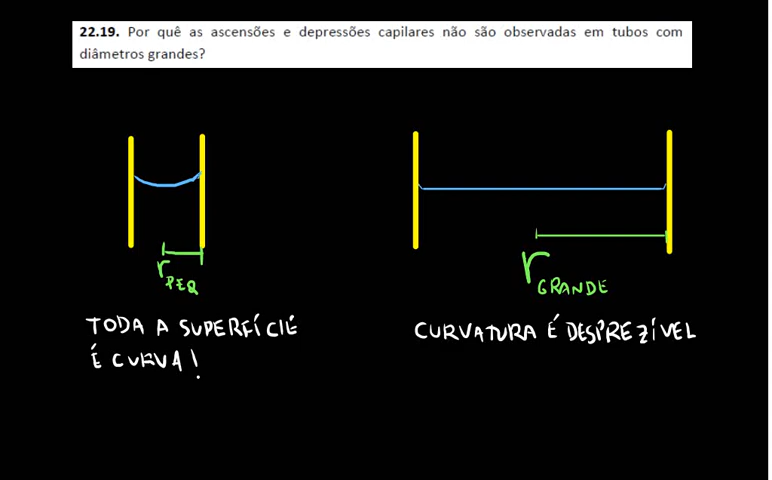 22.19. Por quê as ascensões e depressões capilares não são observadas em tubos com
diâmetros grandes?
r PEQ
r GRANDE
TODA A SUPERFÍCIE
É CURVA!
CURVATURA É DESPREZÍVEL